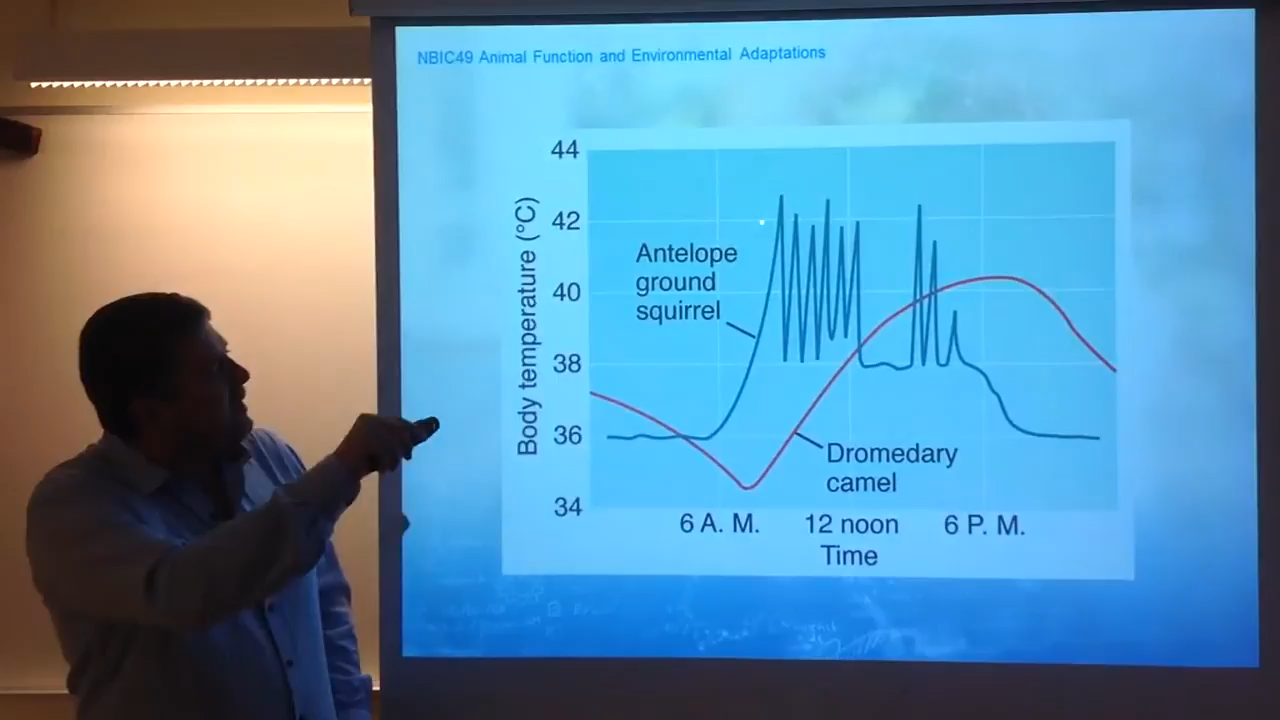 NBIC49 Animal Function and Environmental Adaptations
44
42
40
38
36
34
Body temperature (°C)
Antelope
ground
squirrel
Dromedary
camel
6 A. M.
12 noon
6 P. M.
Time